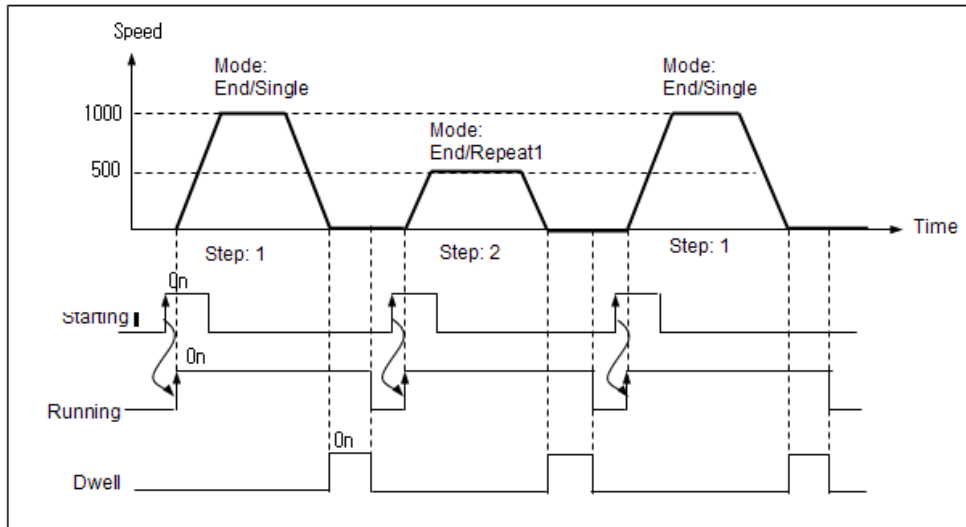 Speed
Mode:
End/Single
Mode:
End/Single
1000
Mode:
End/Repeat1
500
Time
Step: 1
Step: 2
Step: 1
On
Starting
On
Running
On
Dwell